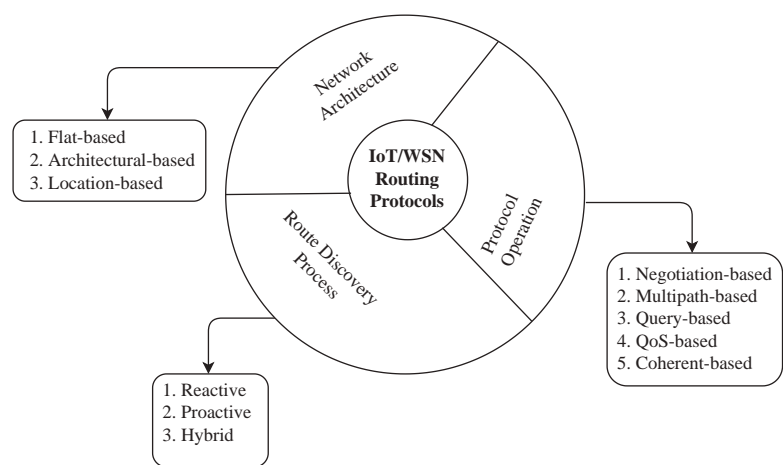 Network
Architecture
1. Flat-based
2. Architectural-based
3. Location-based
IoT/WSN
Routing
Protocols
Protocol
Operation
Route Discovery
Process
1. Negotiation-based
2. Multipath-based
3. Query-based
4. QoS-based
5. Coherent-based
1. Reactive
2. Proactive
3. Hybrid